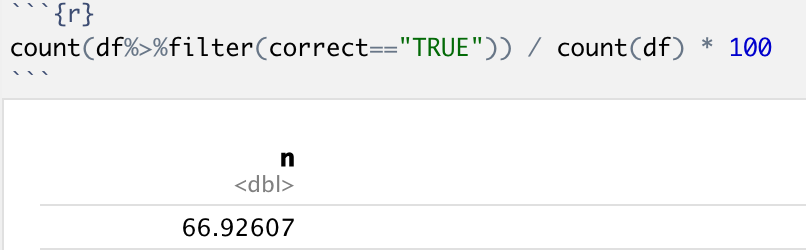 ```{r}
count(df%>%filter(correct=="TRUE")) / count(df) * 100
```
n
<dbl>
66.92607